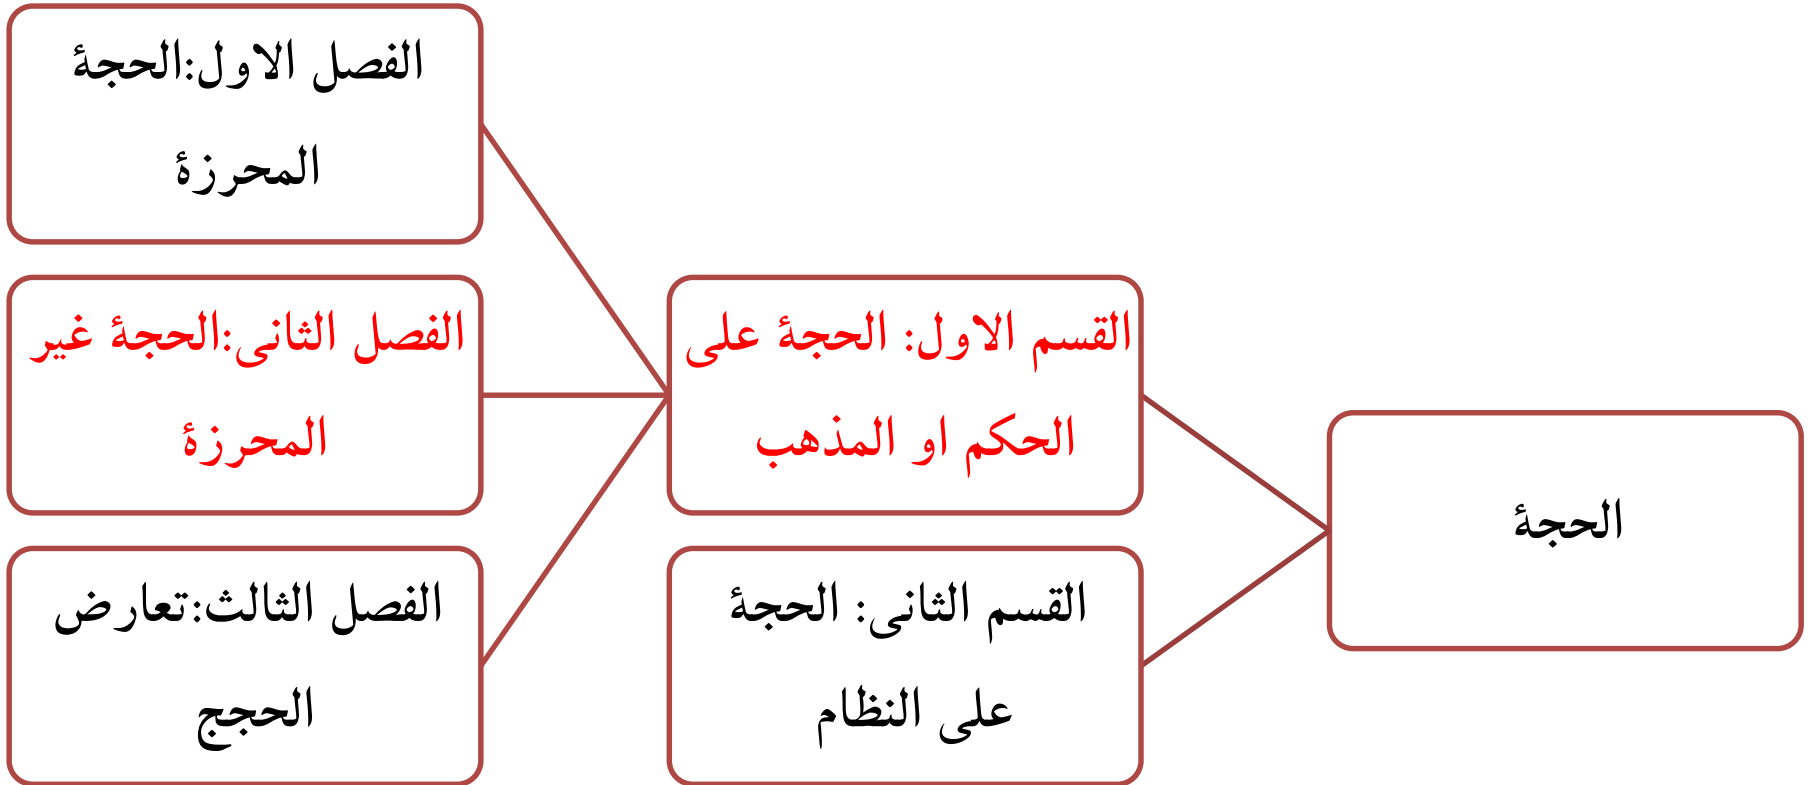 الحجة
القسم الاول: الحجة على
الحكم او المذهب
القسم الثانى: الحجة
على النظام
الفصل الاول:الحجة
المحرزة
الفصل الثانى:الحجة غير
المحرزة
الفصل الثالث:تعارض
الحجج